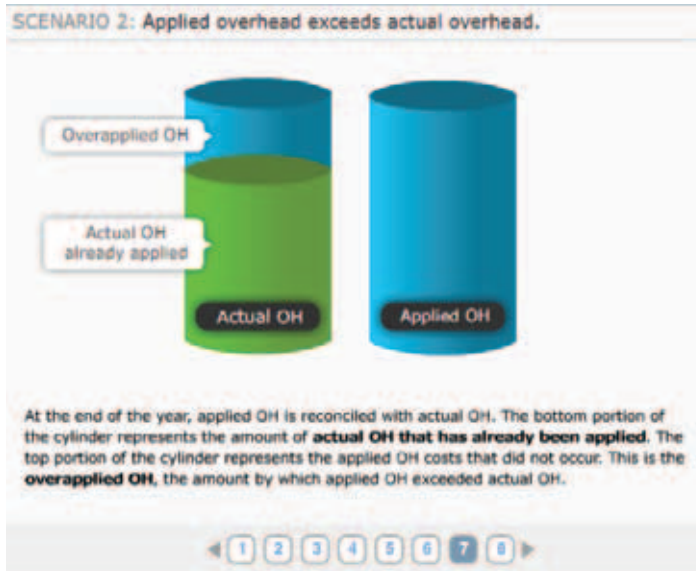 SCENARIO 2: Applied overhead exceeds actual overhead.
Overapplied OH
Actual OH
already applied
Actual OH
Applied OH
At the end of the year, applied OH is reconciled with actual OH. The bottom portion of
the cylinder represents the amount of actual OH that has already been applied. The
top portion of the cylinder represents the applied OH costs that did not occur. This is the
overapplied OH, the amount by which applied OH exceeded actual OH.
1 2 3 4 5 6 7 8